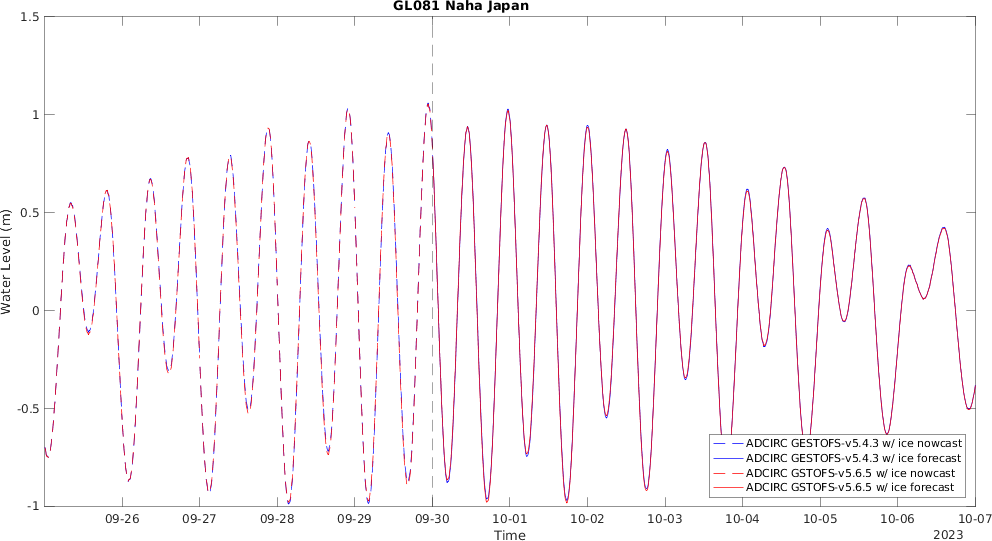 GL081 Naha Japan
1.5
1
0.5
0
-0.5
-1
Water Level (m)
ADCIRC GESTOFS-v5.4.3 w/ ice nowcast
ADCIRC GESTOFS-v5.4.3 w/ ice forecast
ADCIRC GSTOFS-v5.6.5 w/ ice nowcast
ADCIRC GSTOFS-v5.6.5 w/ ice forecast
09-26 09-27 09-28 09-29 09-30 10-01 10-02 10-03 10-04 10-05 10-06 10-07
Time
2023